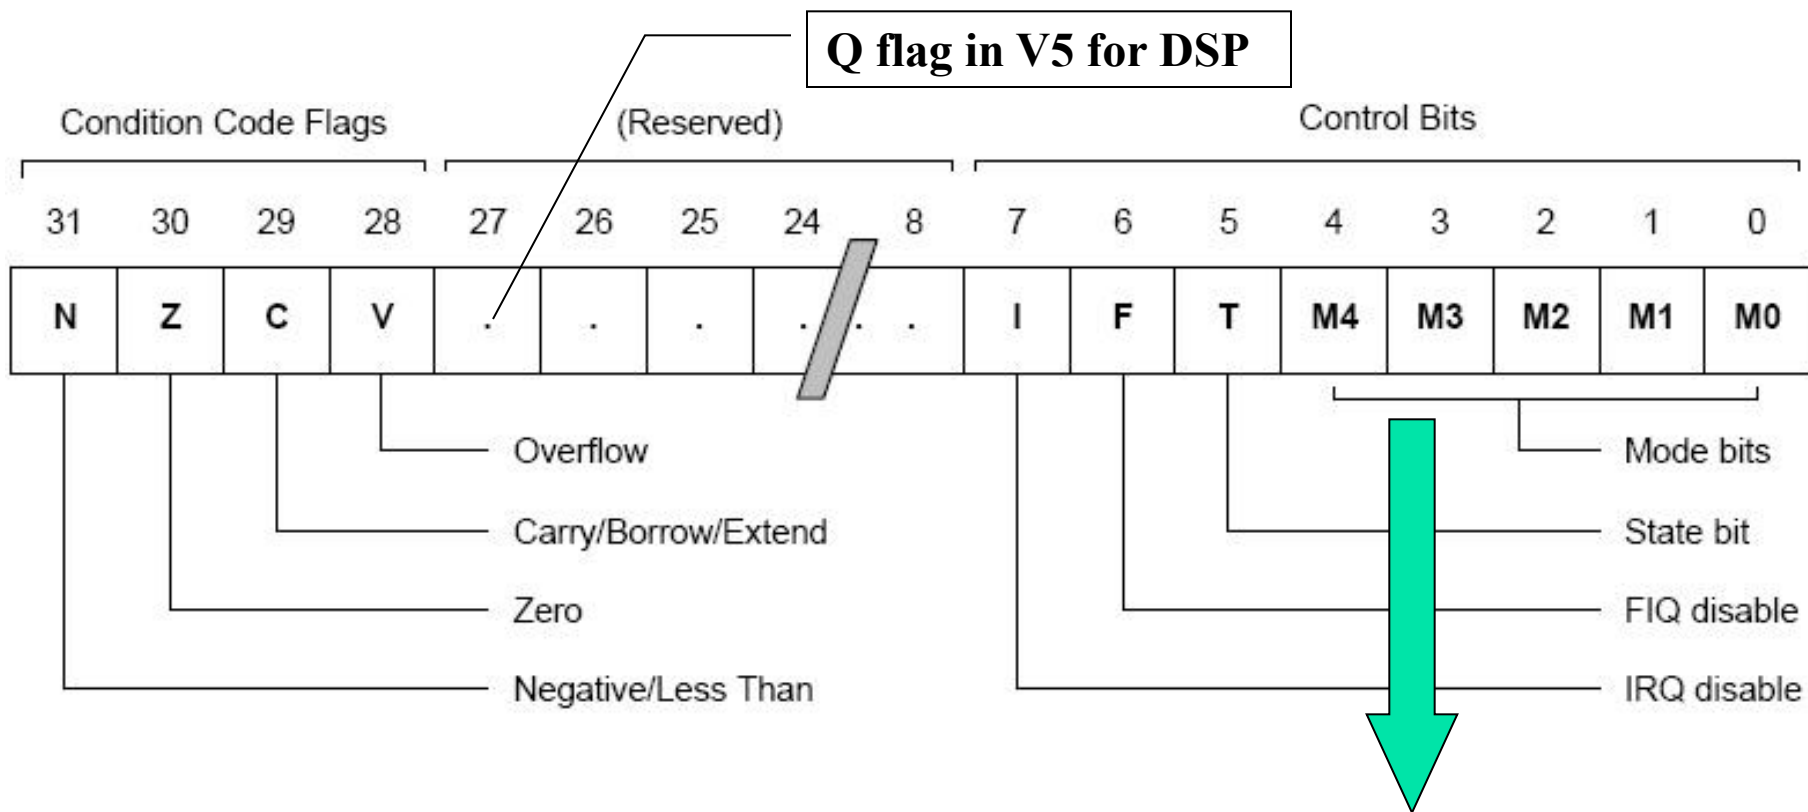 Q flag in V5 for DSP
Condition Code Flags (Reserved) Control Bits
31 30 29 28 27 26 25 24 8 7 6 5 4 3 2 1 0
N Z C V . . . . . . I F T M4 M3 M2 M1 M0
Overflow Mode bits
Carry/Borrow/Extend State bit
Zero FIQ disable
Negative/Less Than IRQ disable